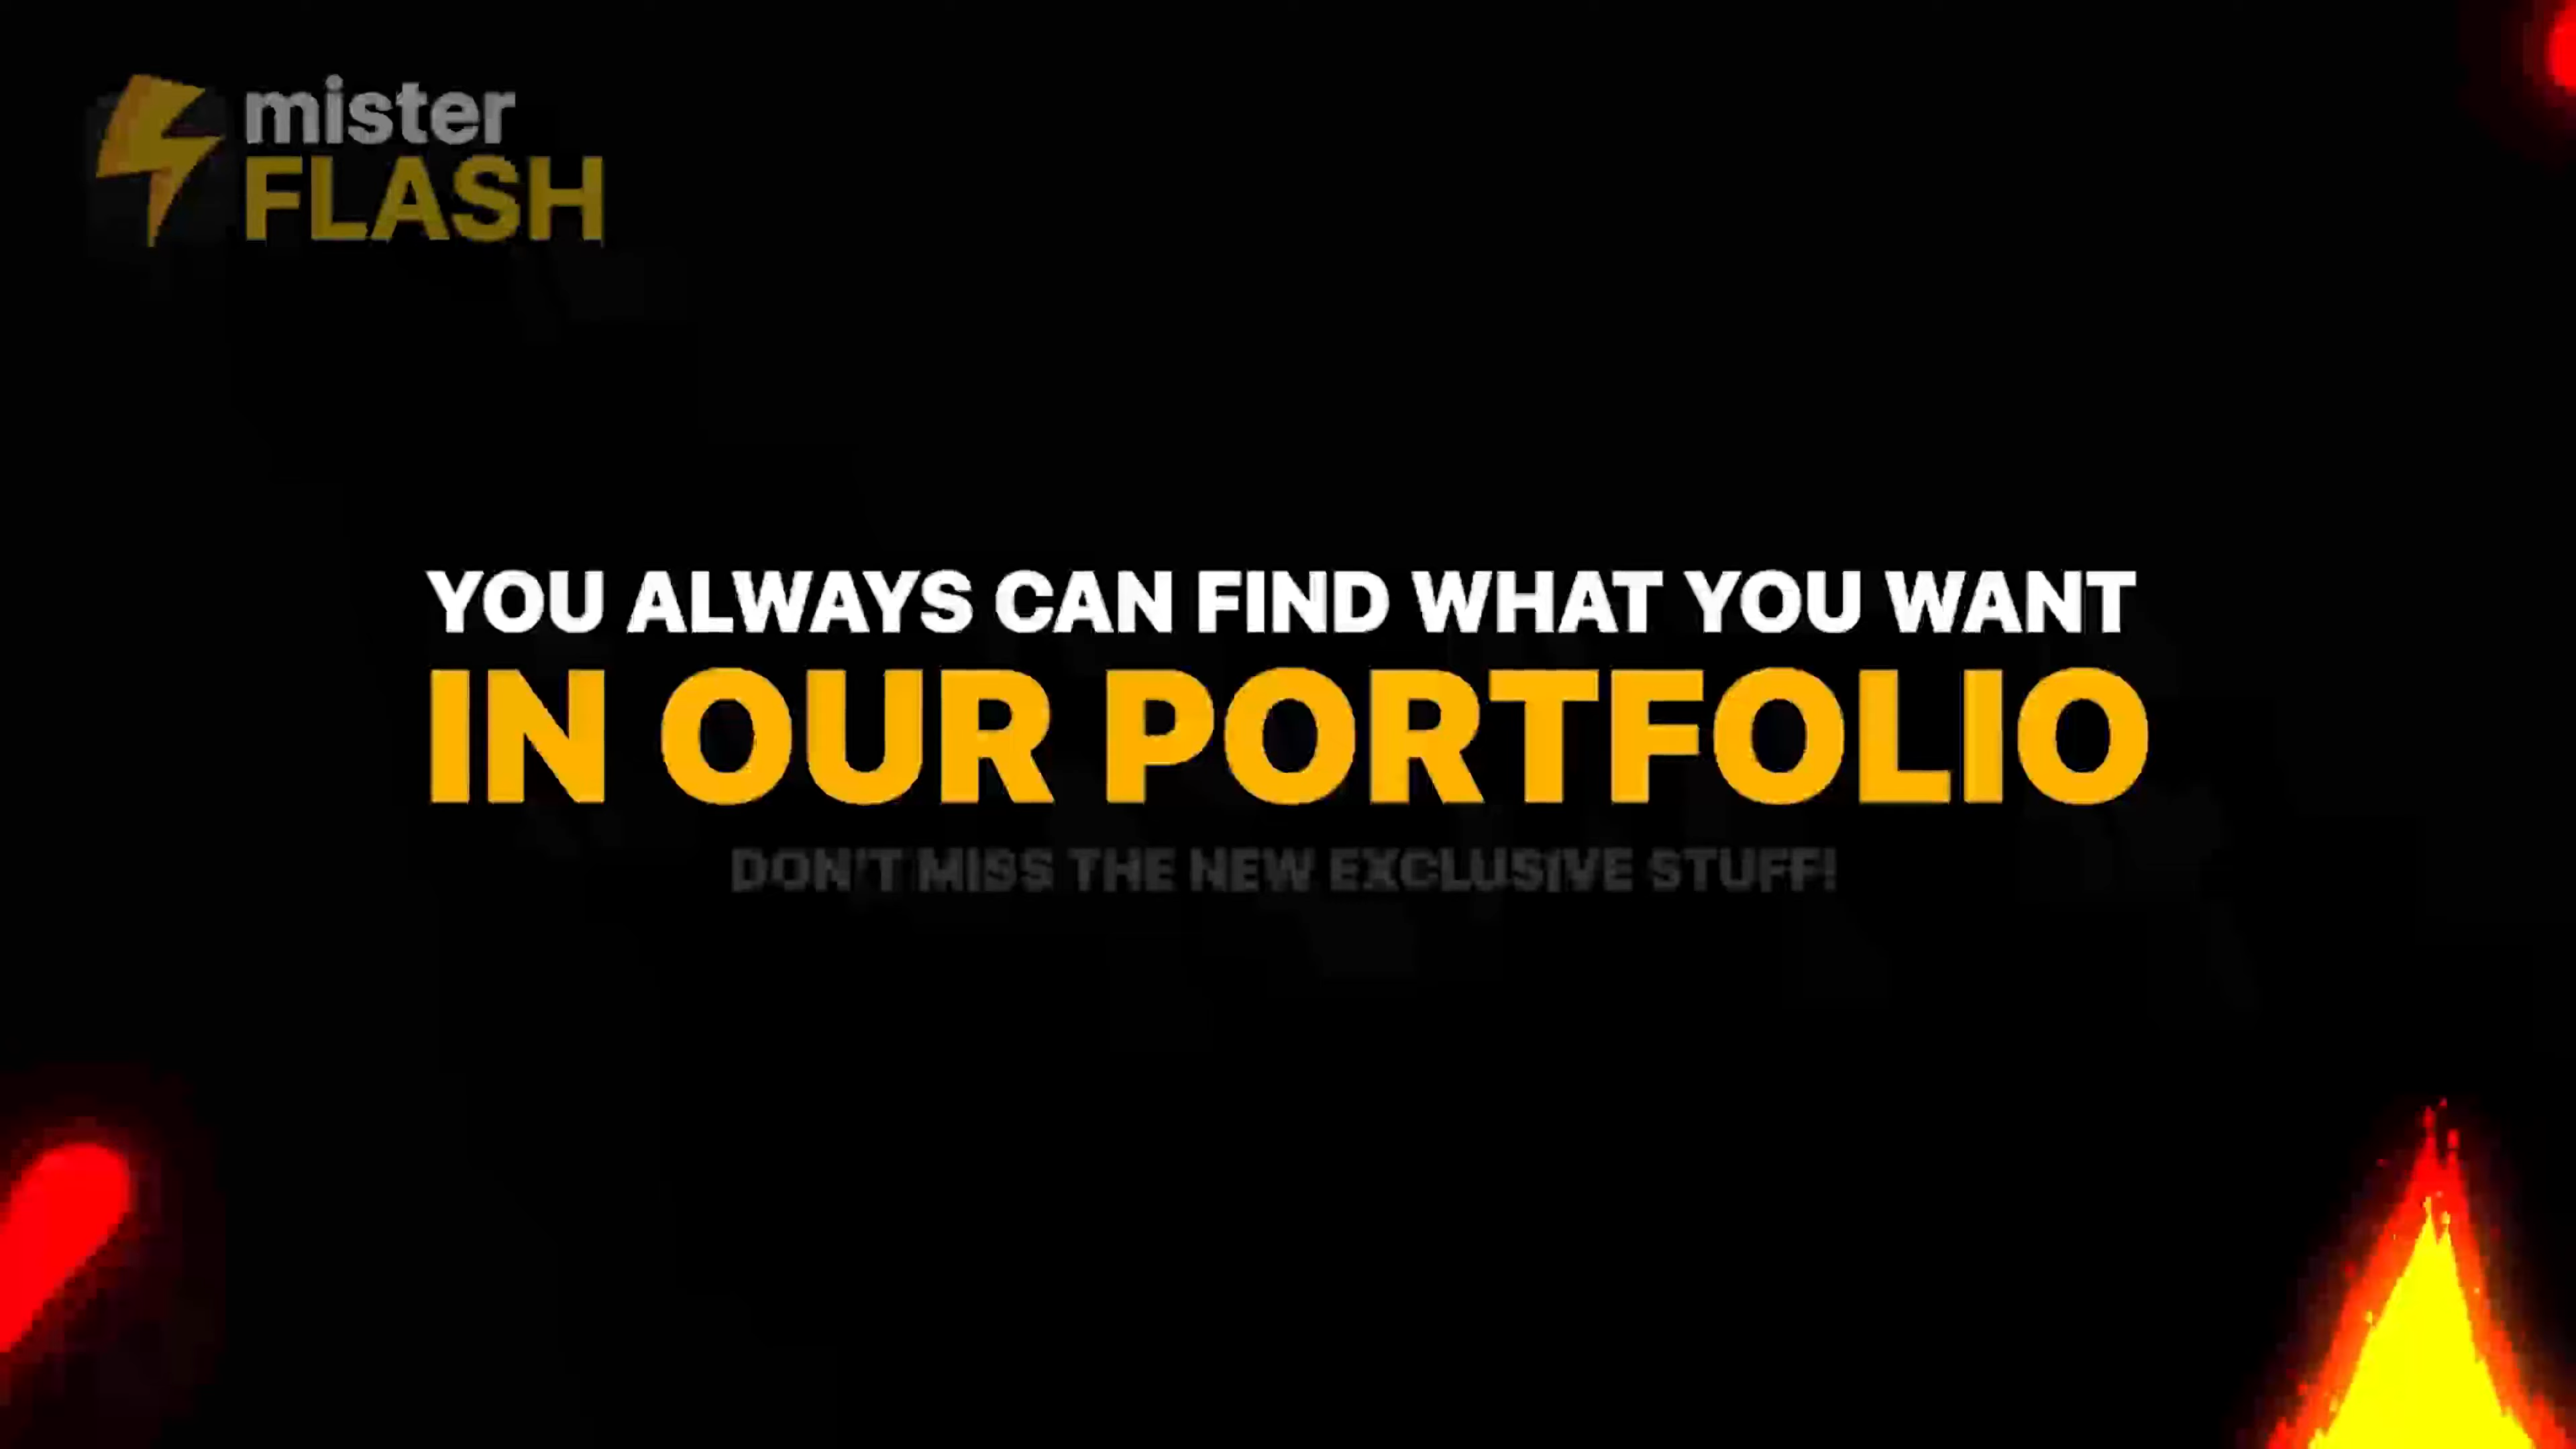 mister
FLASH
YOU ALWAYS CAN FIND WHAT YOU WANT
IN OUR PORTFOLIO
DON'T MISS THE NEW EXCLUSIVE STUFF!